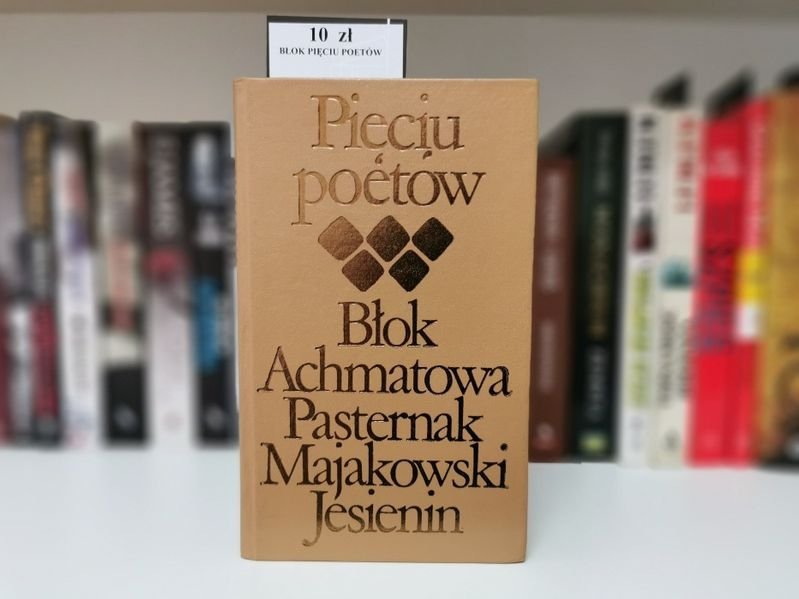 10 zł
BŁOK PIĘCIU POETÓW
Pięciu
poetów
Błok
Achmatowa
Pasternak
Majakowski
Jesienin